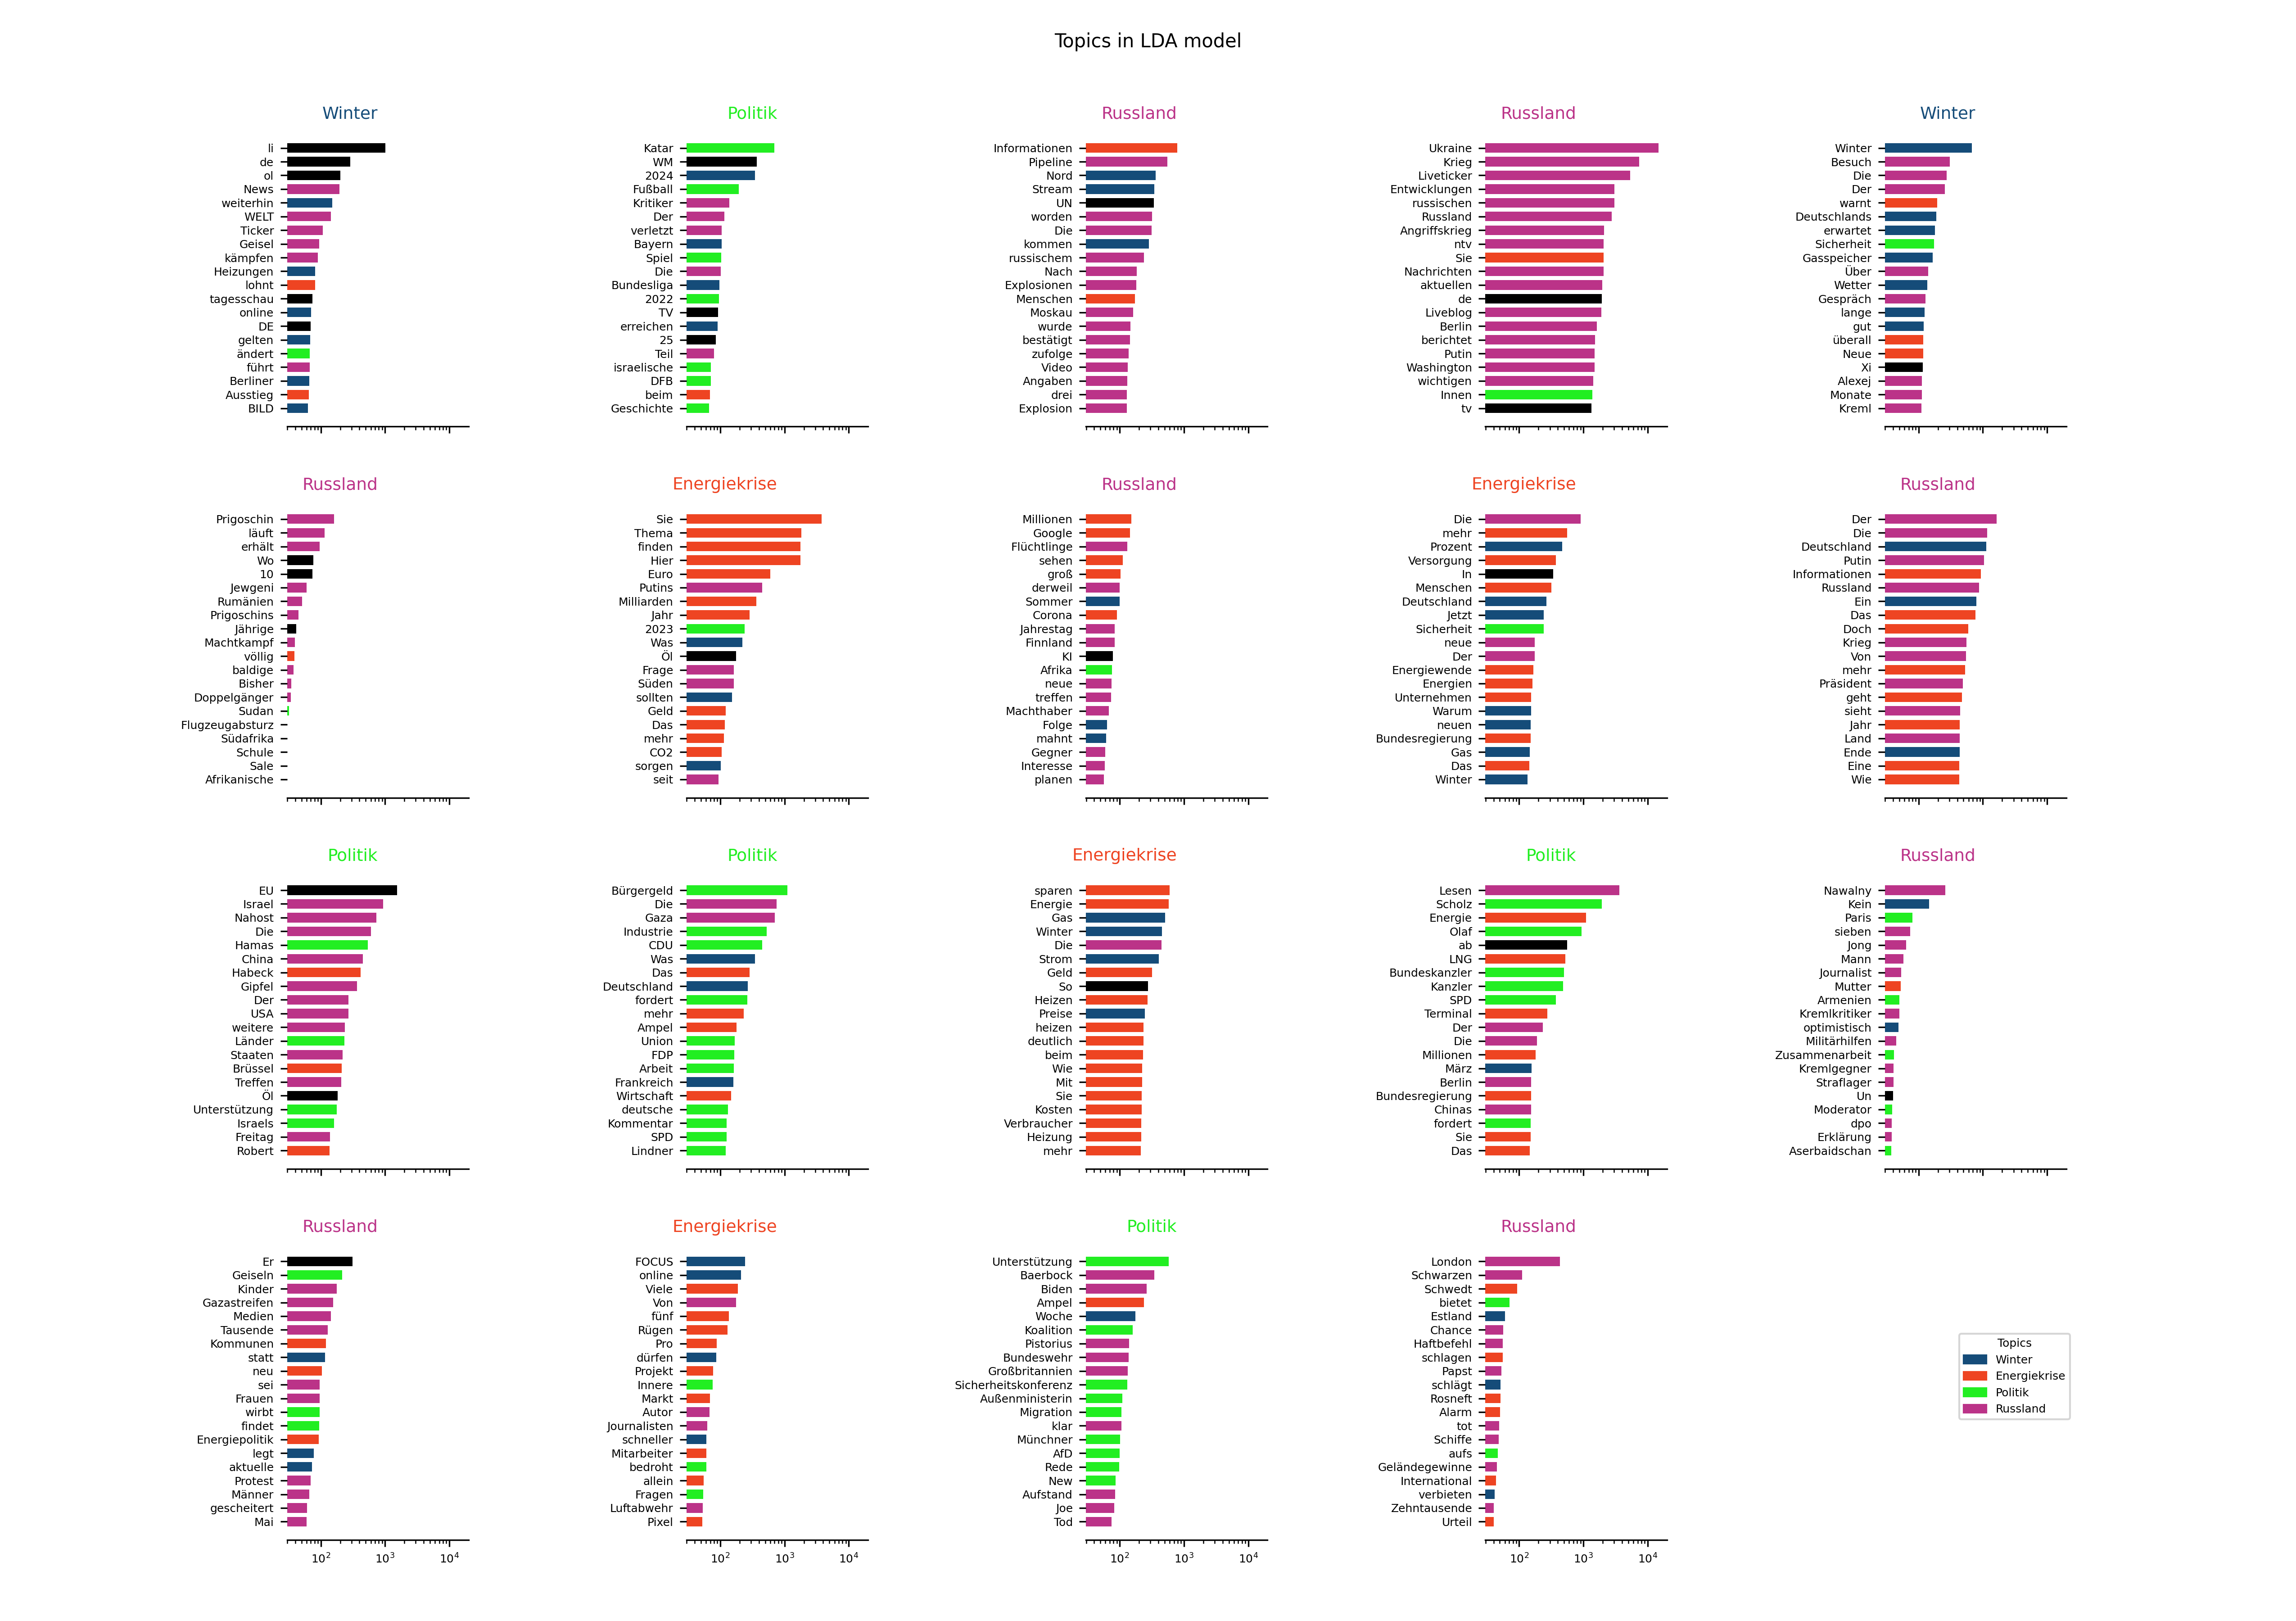 Topics in LDA model
Winter
li
de
ol
News
weiterhin
WELT
Ticker
Geisel
kämpfen
Heizungen
lohnt
tagesschau
online
DE
gelten
ändert
führt
Berliner
Ausstieg
BILD
Politik
Katar
WM
2024
Fußball
Kritiker
Der
verletzt
Bayern
Spiel
Die
Bundesliga
2022
TV
erreichen
25
Teil
israelische
DFB
beim
Geschichte
Russland
Informationen
Pipeline
Nord
Stream
UN
worden
Die
kommen
russischem
Nach
Explosionen
Menschen
Moskau
wurde
bestätigt
zufolge
Video
Angaben
drei
Explosion
Russland
Ukraine
Krieg
Liveticker
Entwicklungen
russischen
Russland
Angriffskrieg
ntv
Sie
Nachrichten
aktuellen
de
Liveblog
Berlin
berichtet
Putin
Washington
wichtigen
Innen
tv
Winter
Winter
Besuch
Die
Der
warnt
Deutschlands
erwartet
Sicherheit
Gasspeicher
Über
Wetter
Gespräch
lange
gut
überall
Neue
Xi
Alexej
Monate
Kreml
Russland
Prigoschin
läuft
erhält
Wo
10
Jewgeni
Rumänien
Prigoschins
Jährige
Machtkampf
völlig
baldige
Bisher
Doppelgänger
Sudan
Flugzeugabsturz
Südafrika
Schule
Sale
Afrikanische
Energiekrise
Sie
Thema
finden
Hier
Euro
Putins
Milliarden
Jahr
2023
Was
Öl
Frage
Süden
sollten
Geld
Das
mehr
CO2
sorgen
seit
Russland
Millionen
Google
Flüchtlinge
sehen
groß
derweil
Sommer
Corona
Jahrestag
Finnland
KI
Afrika
neue
treffen
Machthaber
Folge
mahnt
Gegner
Interesse
planen
Energiekrise
Die
mehr
Prozent
Versorgung
In
Menschen
Deutschland
Jetzt
Sicherheit
neue
Der
Energiewende
Energien
Unternehmen
Warum
neuen
Bundesregierung
Gas
Das
Winter
Russland
Der
Die
Deutschland
Putin
Informationen
Russland
Ein
Das
Doch
Krieg
Von
mehr
Präsident
geht
sieht
Jahr
Land
Ende
Eine
Wie
Politik
EU
Israel
Nahost
Die
Hamas
China
Habeck
Gipfel
Der
USA
weitere
Länder
Staaten
Brüssel
Treffen
Öl
Unterstützung
Israels
Freitag
Robert
Politik
Bürgergeld
Die
Gaza
Industrie
CDU
Was
Das
Deutschland
fordert
mehr
Ampel
Union
FDP
Arbeit
Frankreich
Wirtschaft
deutsche
Kommentar
SPD
Lindner
Energiekrise
sparen
Energie
Gas
Winter
Die
Strom
Geld
So
Heizen
Preise
heizen
deutlich
beim
Wie
Mit
Sie
Kosten
Verbraucher
Heizung
mehr
Politik
Lesen
Scholz
Energie
Olaf
ab
LNG
Bundeskanzler
Kanzler
SPD
Terminal
Der
Die
Millionen
März
Berlin
Bundesregierung
Chinas
fordert
Sie
Das
Russland
Nawalny
Kein
Paris
sieben
Jong
Mann
Journalist
Mutter
Armenien
Kremlkritiker
optimistisch
Militärhilfen
Zusammenarbeit
Kremlgegner
Straflager
Un
Moderator
dpo
Erklärung
Aserbaidschan
Russland
Er
Geiseln
Kinder
Gazastreifen
Medien
Tausende
Kommunen
statt
neu
sei
Frauen
wirbt
findet
Energiepolitik
legt
aktuelle
Protest
Männer
gescheitert
Mai
10² 10³ 10⁴
Energiekrise
FOCUS
online
Viele
Von
fünf
Rügen
Pro
dürfen
Projekt
Innere
Markt
Autor
Journalisten
schneller
Mitarbeiter
bedroht
allein
Fragen
Luftabwehr
Pixel
10² 10³ 10⁴
Politik
Unterstützung
Baerbock
Biden
Ampel
Woche
Koalition
Pistorius
Bundeswehr
Großbritannien
Sicherheitskonferenz
Außenministerin
Migration
klar
Münchner
AfD
Rede
New
Aufstand
Joe
Tod
10² 10³ 10⁴
Russland
London
Schwarzen
Schwedt
bietet
Estland
Chance
Haftbefehl
schlagen
Papst
schlägt
Rosneft
Alarm
tot
Schiffe
aufs
Geländegewinne
International
verbieten
Zehntausende
Urteil
10² 10³ 10⁴
Topics
Winter
Energiekrise
Politik
Russland